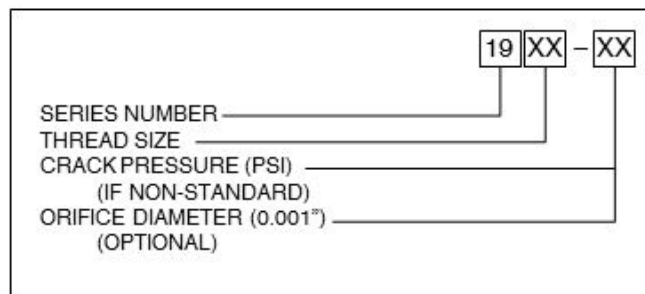 19 XX – XX
SERIES NUMBER
THREAD SIZE
CRACK PRESSURE (PSI)
(IF NON-STANDARD)
ORIFICE DIAMETER (0.001”)
(OPTIONAL)